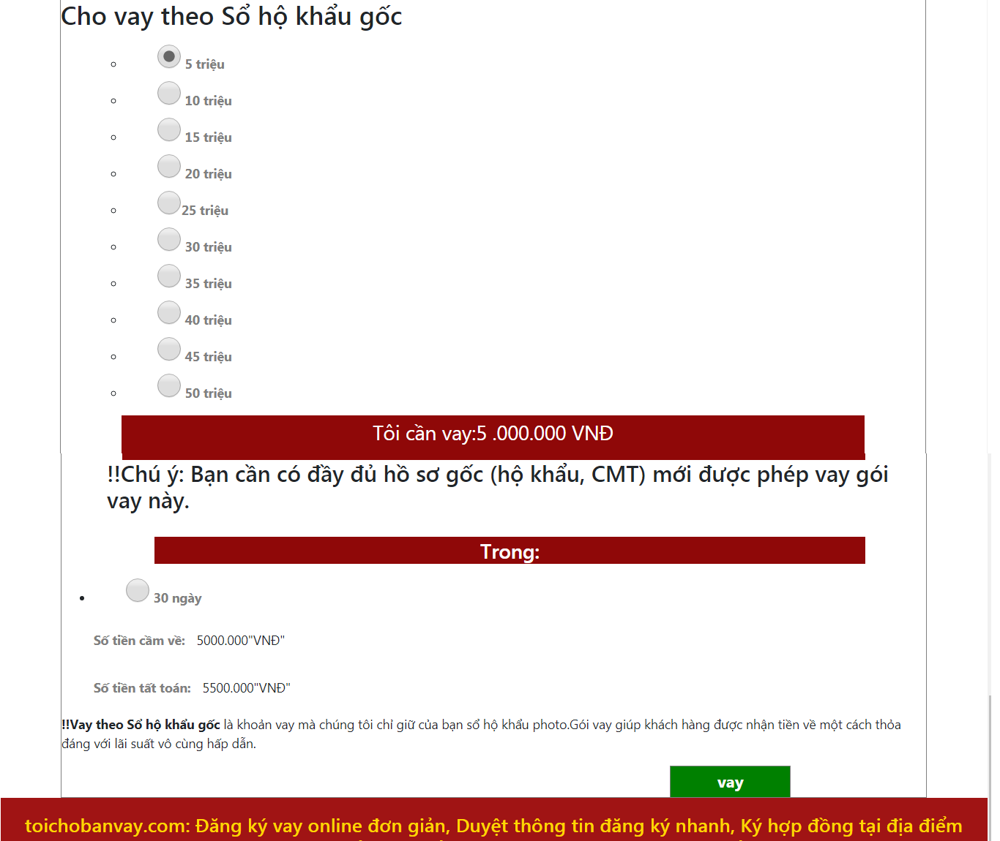 Cho vay theo Sổ hộ khẩu gốc
5 triệu
10 triệu
15 triệu
20 triệu
25 triệu
30 triệu
35 triệu
40 triệu
45 triệu
50 triệu
Tôi cần vay:5 .000.000 VNĐ
!!Chú ý: Bạn cần có đầy đủ hồ sơ gốc (hộ khẩu, CMT) mới được phép vay gói
vay này.
Trong:
30 ngày
Số tiền cầm về: 5000.000"VNĐ"
Số tiền tất toán: 5500.000"VNĐ"
!!Vay theo Sổ hộ khẩu gốc là khoản vay mà chúng tôi chỉ giữ của bạn sổ hộ khẩu photo.Gói vay giúp khách hàng được nhận tiền về một cách thỏa
đáng với lãi suất vô cùng hấp dẫn.
vay
toichobanvay.com: Đăng ký vay online đơn giản, Duyệt thông tin đăng ký nhanh, Ký hợp đồng tại địa điểm